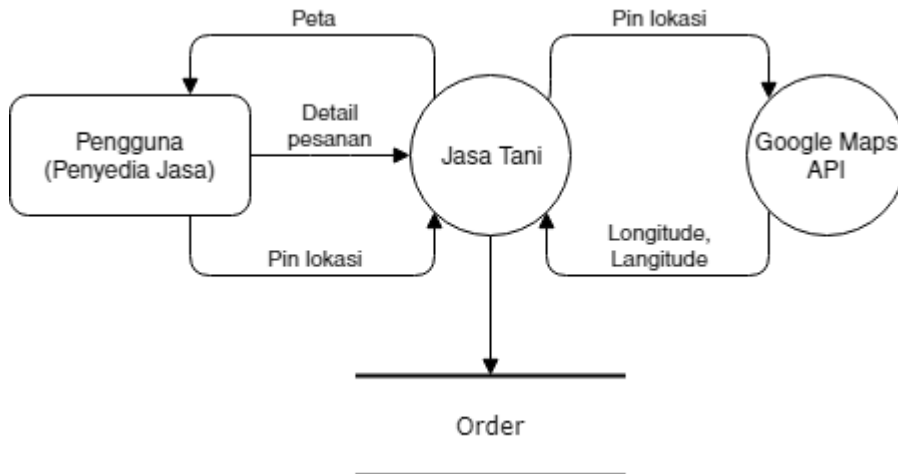 Peta
Pin lokasi
Detail
pesanan
Pengguna
(Penyedia Jasa)
Jasa Tani
Google Maps
API
Pin lokasi
Longitude,
Langitude
Order